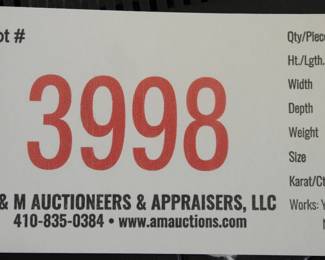 ot #
3998
& M AUCTIONEERS & APPRAISERS, LLC
410-835-0384 • www.amauctions.com
Qty/Piec
Ht./Lgth.
Width
Depth
Weight
Size
Karat/Ct
Works: Y